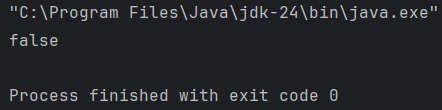 "C:\Program Files\Java\jdk-24\bin\java.exe"
false
Process finished with exit code 0